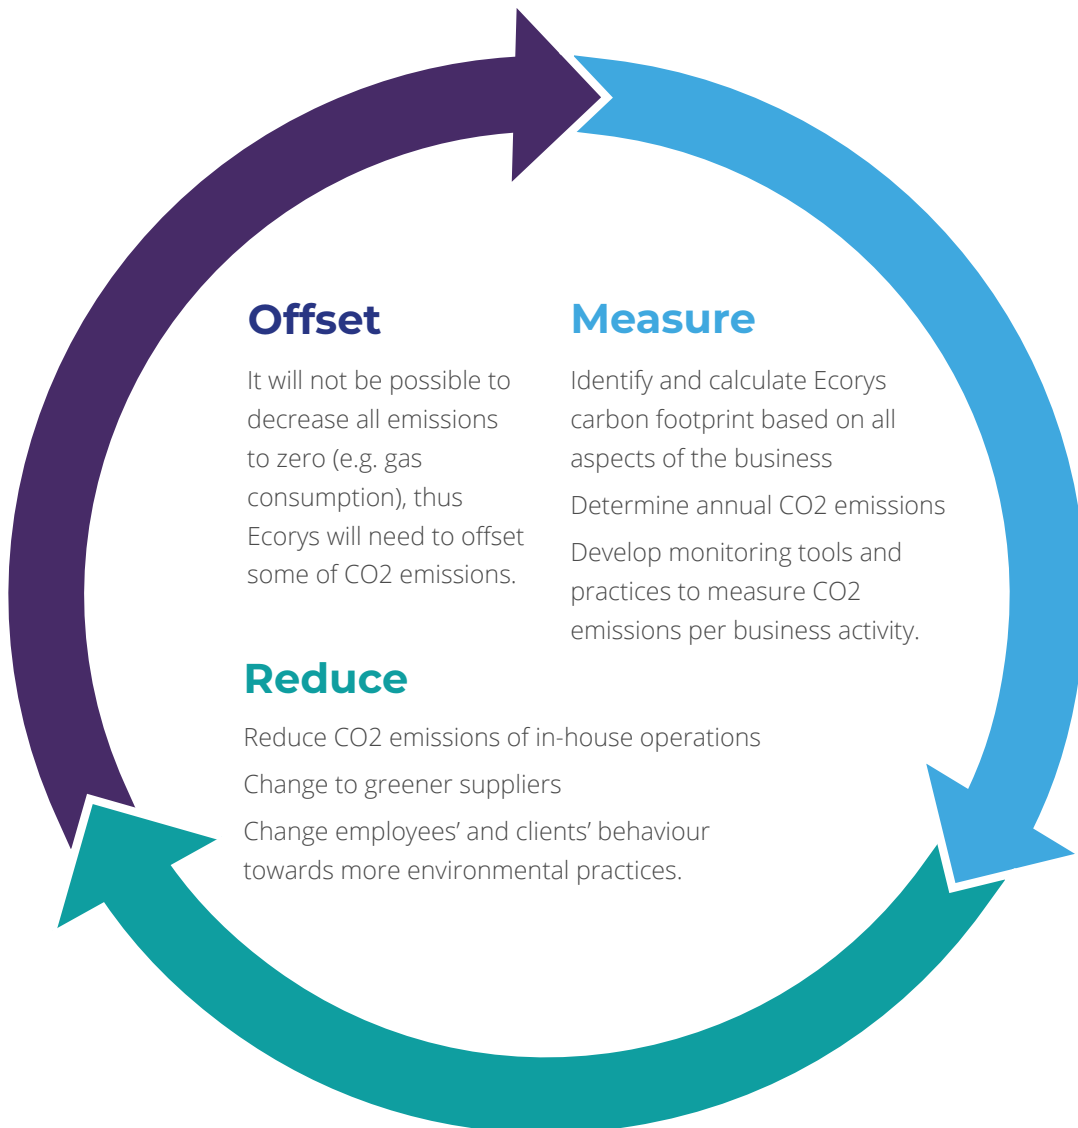 Offset
It will not be possible to
decrease all emissions
to zero (e.g. gas
consumption), thus
Ecorys will need to offset
some of CO2 emissions.
Measure
Identify and calculate Ecorys
carbon footprint based on all
aspects of the business
Determine annual CO2 emissions
Develop monitoring tools and
practices to measure CO2
emissions per business activity.
Reduce
Reduce CO2 emissions of in-house operations
Change to greener suppliers
Change employees’ and clients’ behaviour
towards more environmental practices.